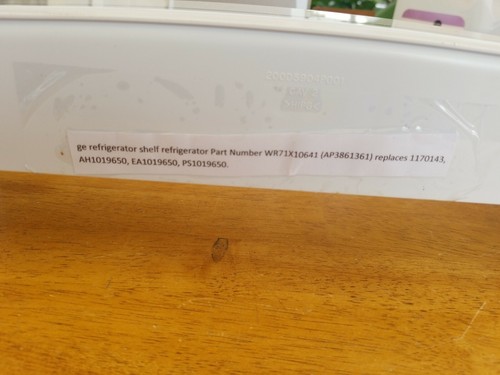 ge refrigerator shelf refrigerator Part Number WR71X10641 (AP3861361) replaces 1170143,
AH1019650, EA1019650, PS1019650.